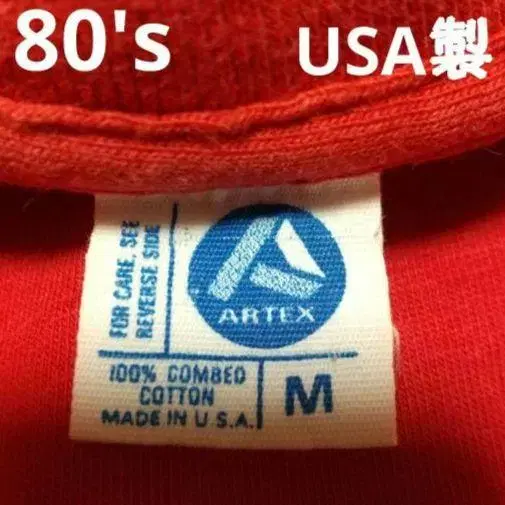 80's
USA製
FOR CARE, SEE
REVERSE SIDE
ARTEX
100% COMBED
COTTON
MADE IN U.S.A.
M